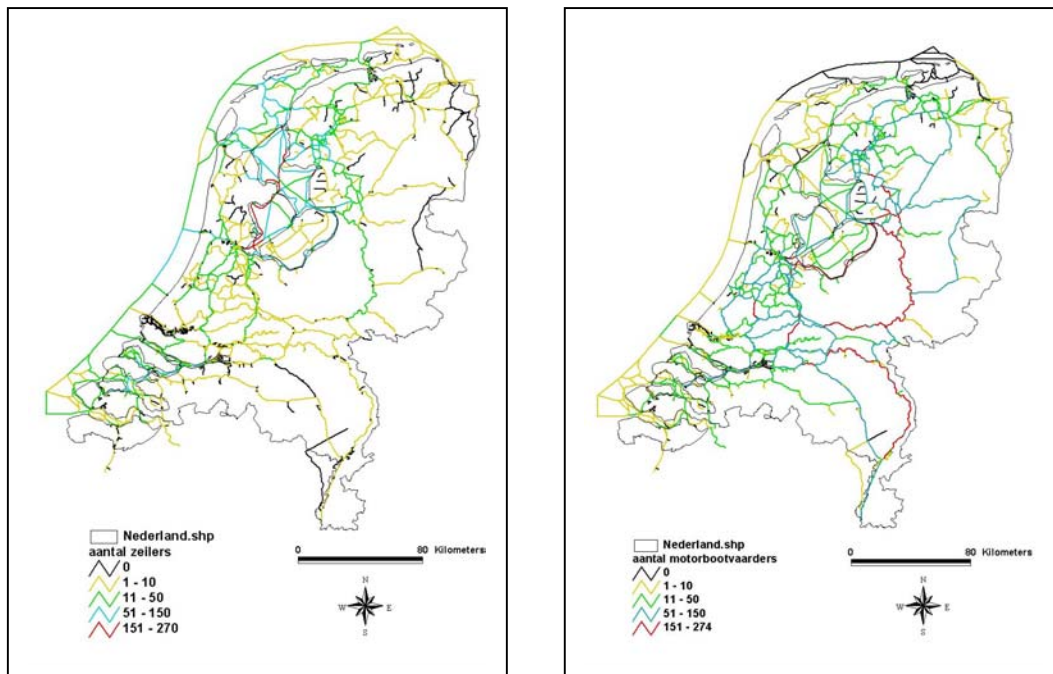 Nederland.shp
aantal zeilers
0
1 - 10
11 - 50
51 - 150
151 - 270
0 80 Kilometers
N
W E
S
Nederland.shp
aantal motorbootvaarders
0
1 - 10
11 - 50
51 - 150
151 - 274
0 80 Kilometers
N
W E
S